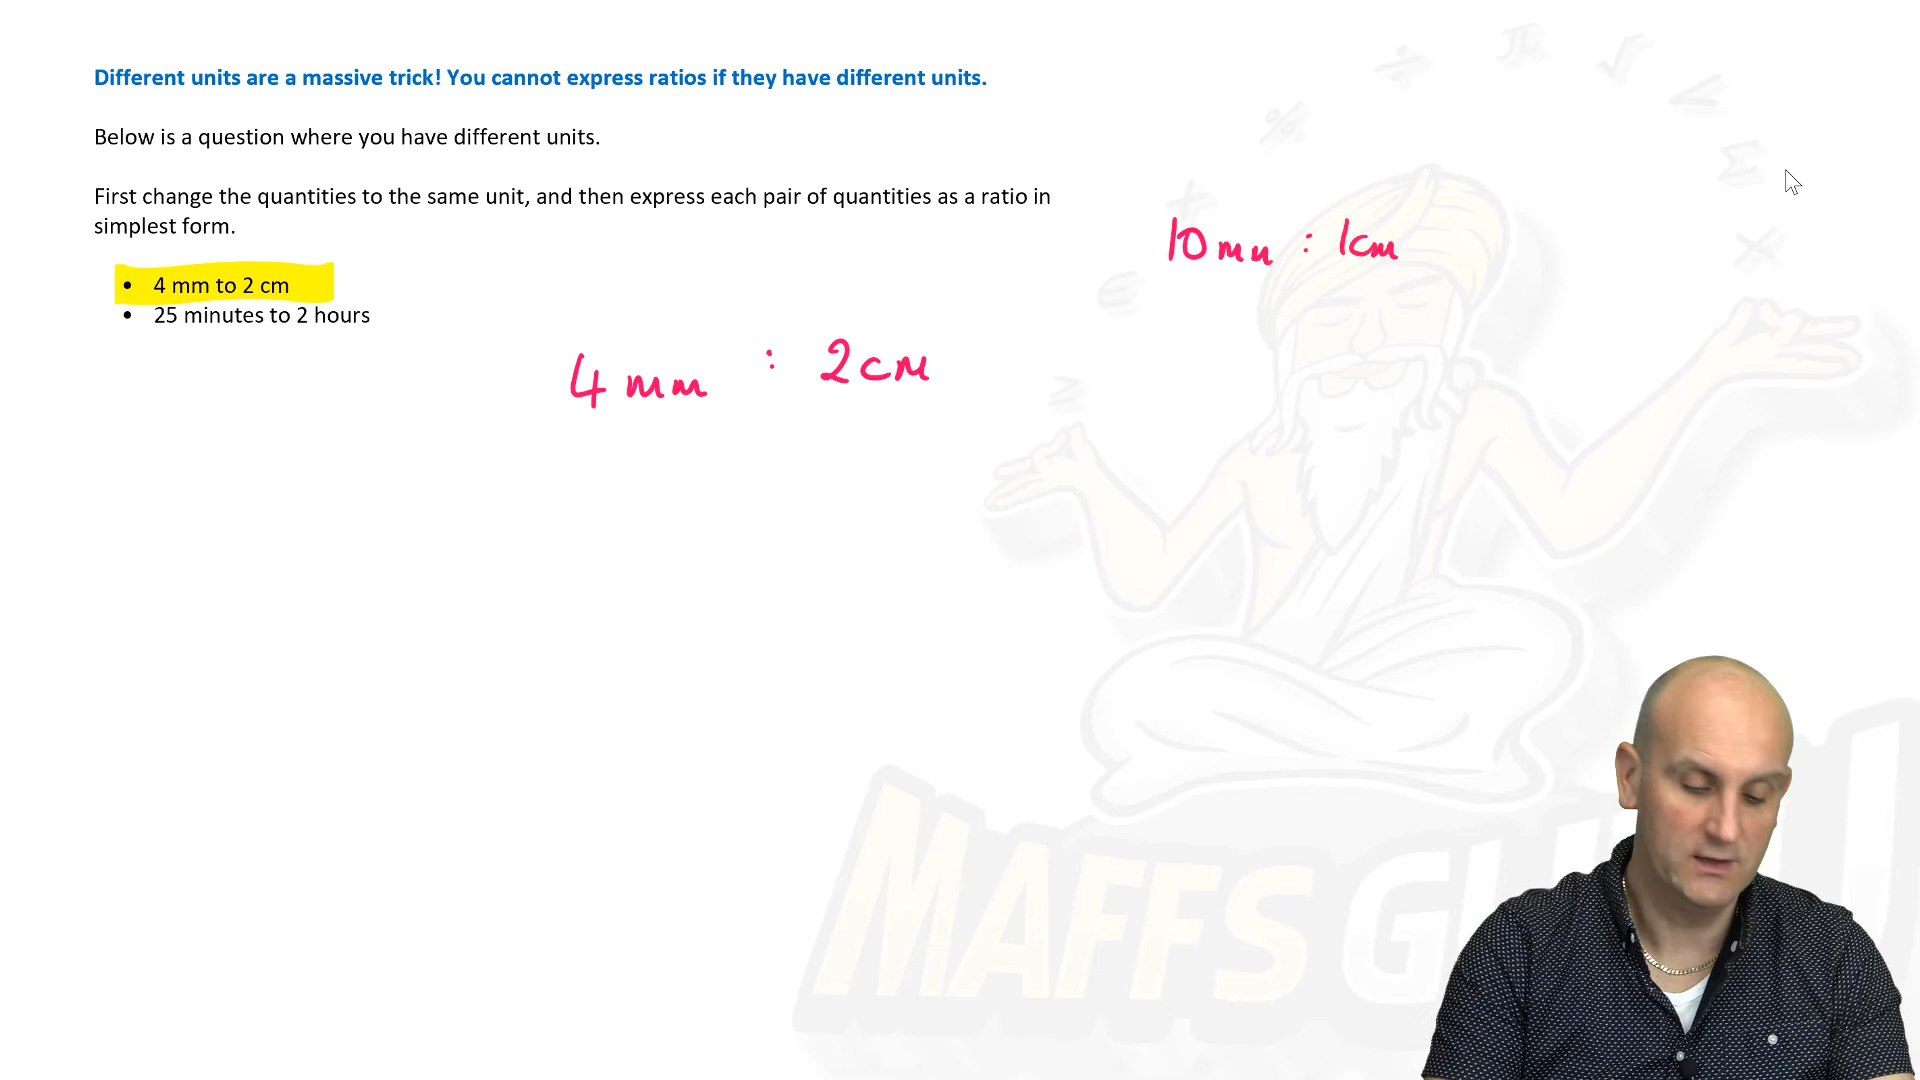 Different units are a massive trick! You cannot express ratios if they have different units.
Below is a question where you have different units.
First change the quantities to the same unit, and then express each pair of quantities as a ratio in
simplest form.
• 4 mm to 2 cm
• 25 minutes to 2 hours
10 mm : 1cm
4 mm : 2cm
MAFFS